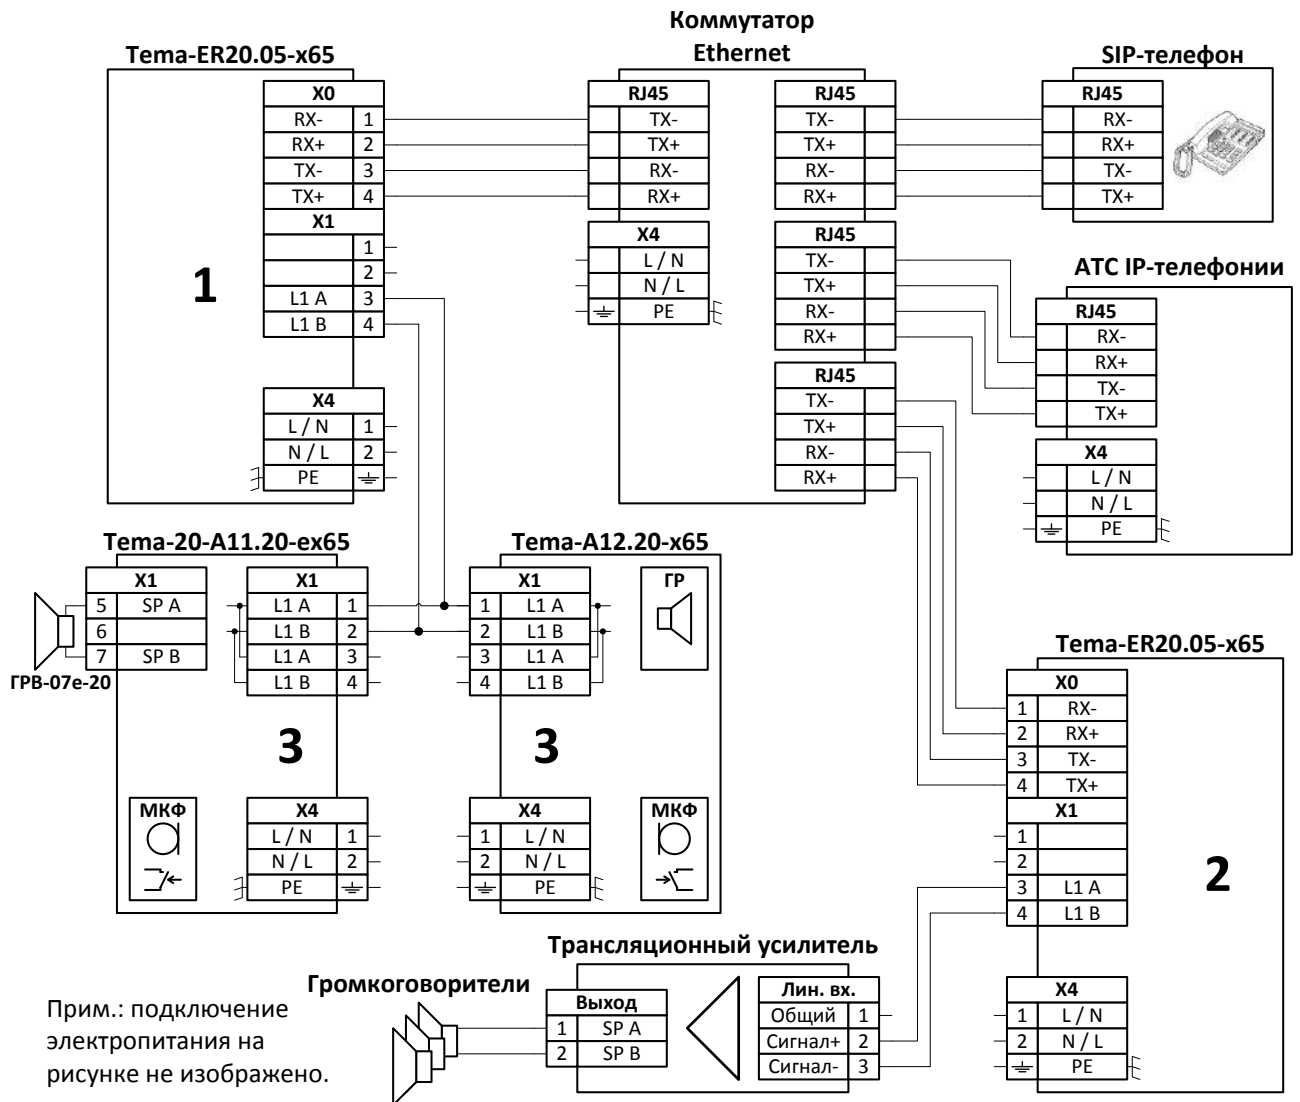 Коммутатор
Ethernet
Tema-ER20.05-x65
SIP-телефон
X0
RX- 1
RX+ 2
TX- 3
TX+ 4
X1
1
2
L1 A 3
L1 B 4
1
X4
L / N 1
N / L 2
PE
RJ45
TX-
TX+
RX-
RX+
X4
L / N
N / L
PE
RJ45
TX-
TX+
RX-
RX+
RJ45
TX-
TX+
RX-
RX+
RJ45
TX-
TX+
RX-
RX+
RJ45
RX-
RX+
TX-
TX+
АТС IP-телефонии
RJ45
RX-
RX+
TX-
TX+
X4
L / N
N / L
PE
Tema-20-A11.20-ex65
X1
5 SP A
6
7 SP B
ГРВ-07е-20
X1
L1 A 1
L1 B 2
L1 A 3
L1 B 4
3
МКФ
X4
L / N 1
N / L 2
PE
Tema-A12.20-x65
X1
1 L1 A
2 L1 B
3 L1 A
4 L1 B
ГР
3
X4
1 L / N
2 N / L
PE
МКФ
Tema-ER20.05-x65
X0
1 RX-
2 RX+
3 TX-
4 TX+
X1
1
2
3 L1 A
4 L1 B
2
X4
1 L / N
2 N / L
PE
Трансляционный усилитель
Громкоговорители
Выход
1 SP A
2 SP B
Лин. вх.
Общий 1
Сигнал+ 2
Сигнал- 3
Прим.: подключение
электропитания на
рисунке не изображено.